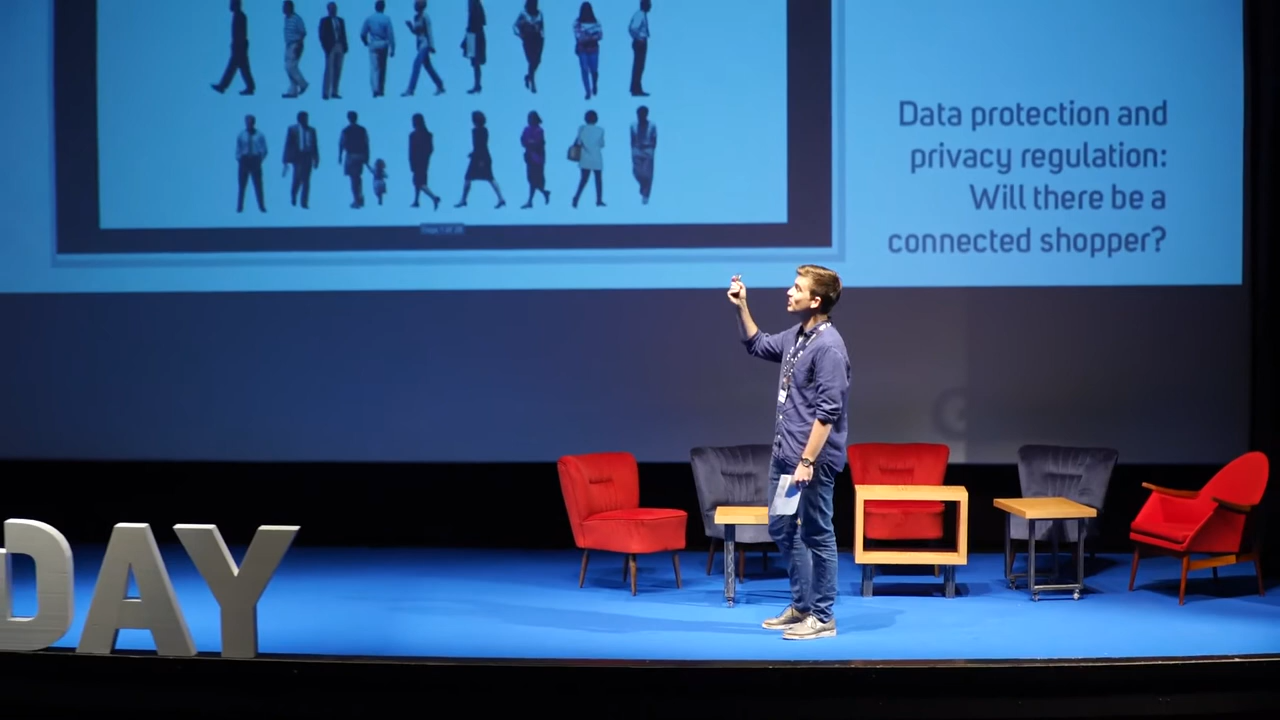 Data protection and
privacy regulation:
Will there be a
connected shopper?
DAY